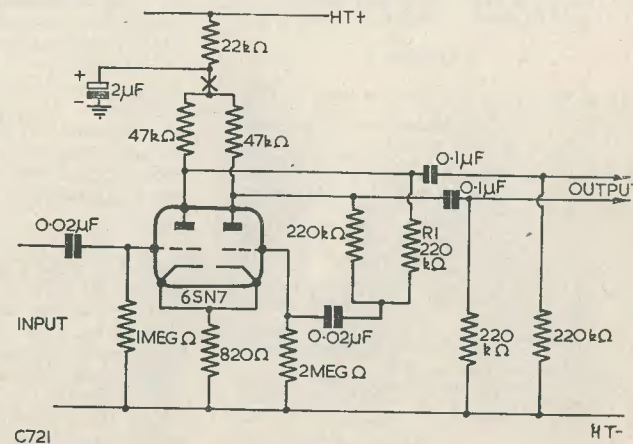 HT+
22kΩ
+
-
2μF
47kΩ
47kΩ
0·1μF
0·1μF
OUTPUT
0·02μF
220kΩ
R1
220
kΩ
6SN7
INPUT
1MEGΩ
820Ω
0·02μF
2MEGΩ
220
kΩ
220kΩ
C721
HT-